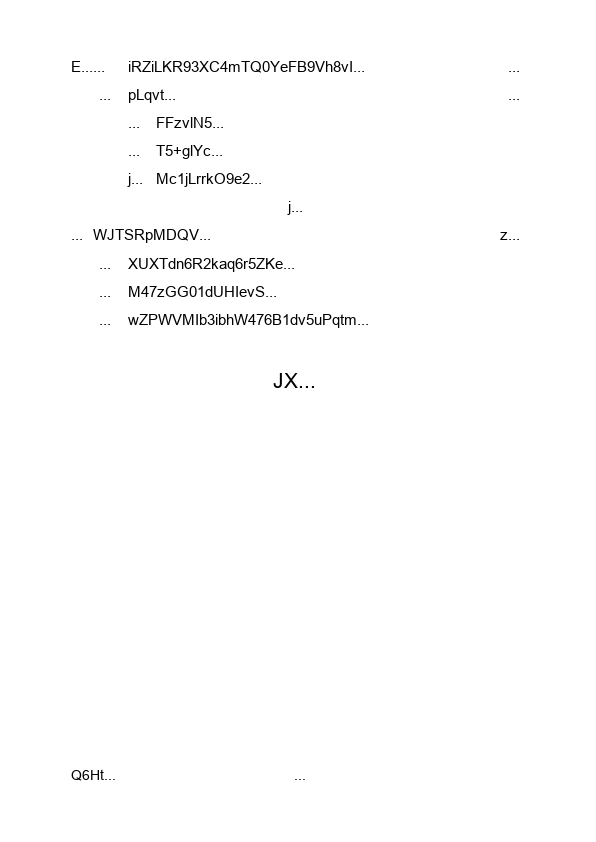 E...... iRZiLKR93XC4mTQ0YeFB9Vh8vI... ...
... pLqvt... ...
... FFzvlN5...
... T5+glYc...
j... Mc1jLrrkO9e2...
j...
... WJTSRpMDQV... z...
... XUXTdn6R2kaq6r5ZKe...
... M47zGG01dUHIevS...
... wZPWVMIb3ibhW476B1dv5uPqtm...
JX...
Q6Ht... ...